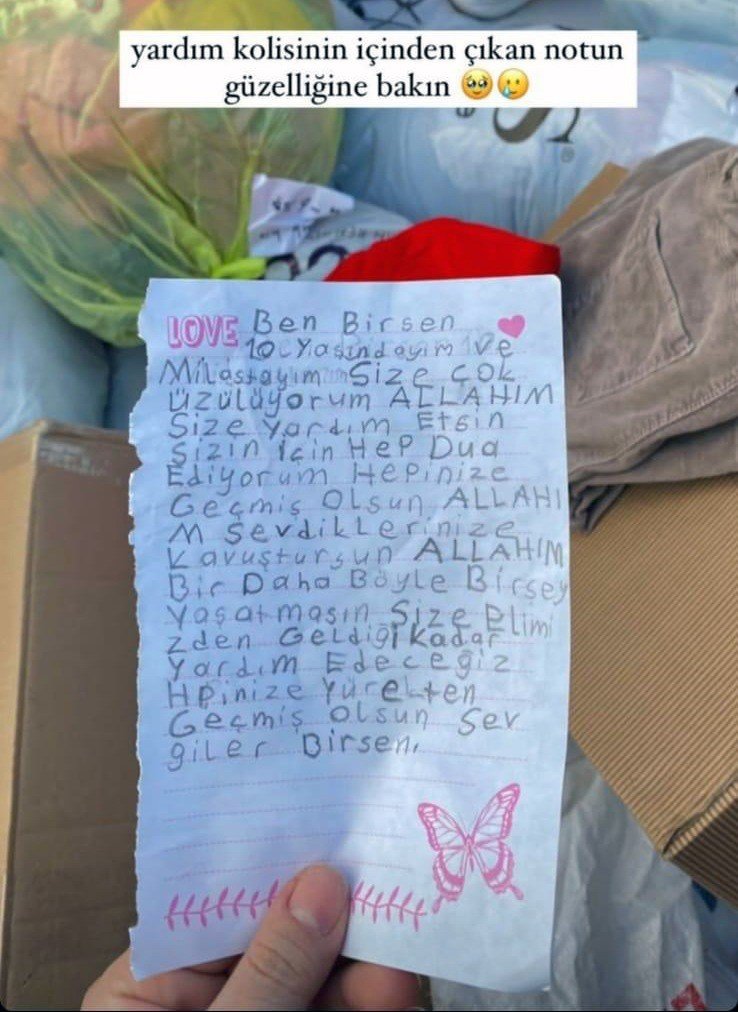 yardım kolisinin içinden çıkan notun
güzelliğine bakın 🥹🥲
LOVE Ben Birsen
10 Yaşındayım ve
Milastayım Size çok
Üzülüyorum ALLAHIM
Size Yardım Etsin
Sizin için Hep Dua
Ediyorum Hepinize
Geçmiş Olsun ALLAHI
M Sevdiklerinize
Kavuştursun ALLAHIM
Bir Daha Böyle Birşey
Yaşatmasın Size Elimi
zden Geldiği Kadar
Yardım Edeceğiz
Hpinize Yürekten
Geçmiş Olsun Sev
giler Birsen.